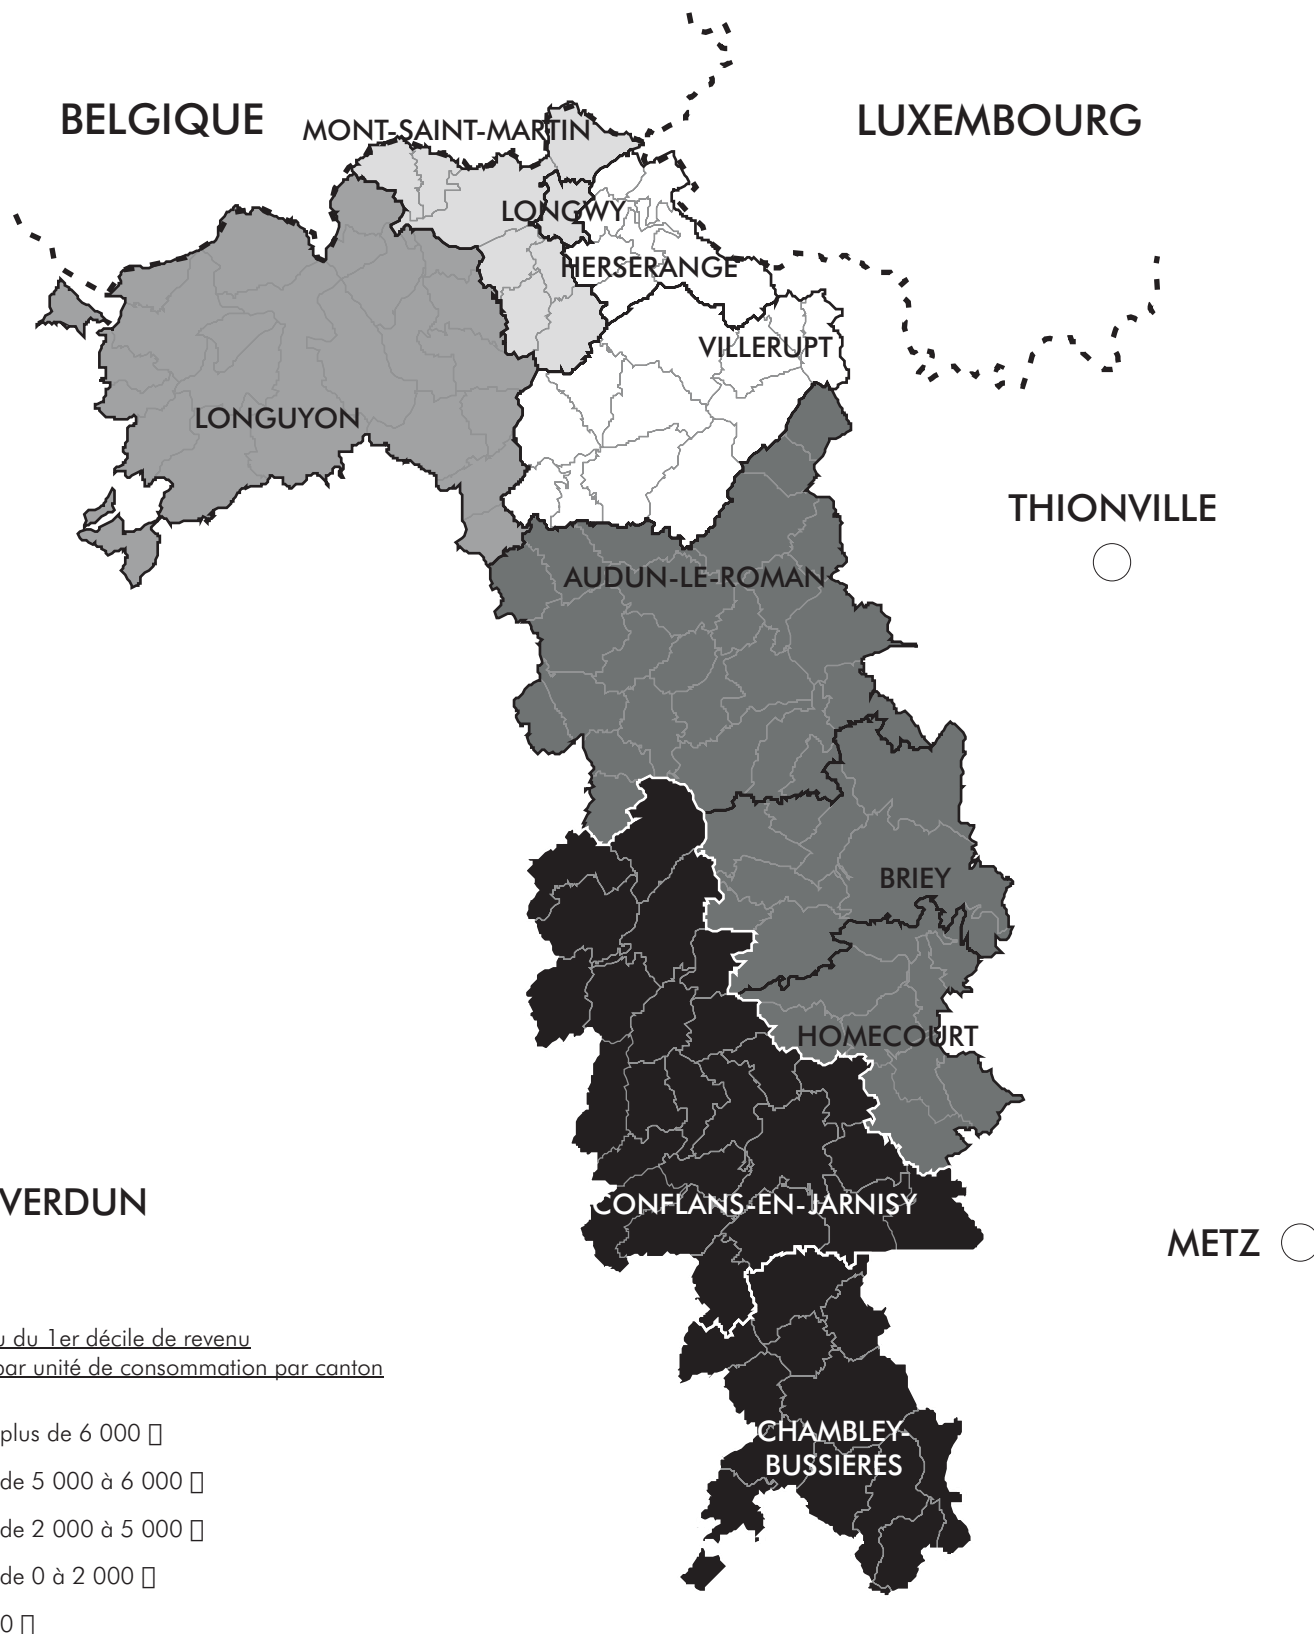 BELGIQUE
MONT-SAINT-MARTIN
LUXEMBOURG
LONGWY
HERSERANGE
VILLERUPT
LONGUYON
THIONVILLE
AUDUN-LE-ROMAN
BRIEY
HOMECOURT
VERDUN
CONFLANS-EN-JARNISY
METZ
du 1er décile de revenu
par unité de consommation par canton
plus de 6 000
de 5 000 à 6 000
de 2 000 à 5 000
de 0 à 2 000
0
CHAMBLEY-
BUSSIERES